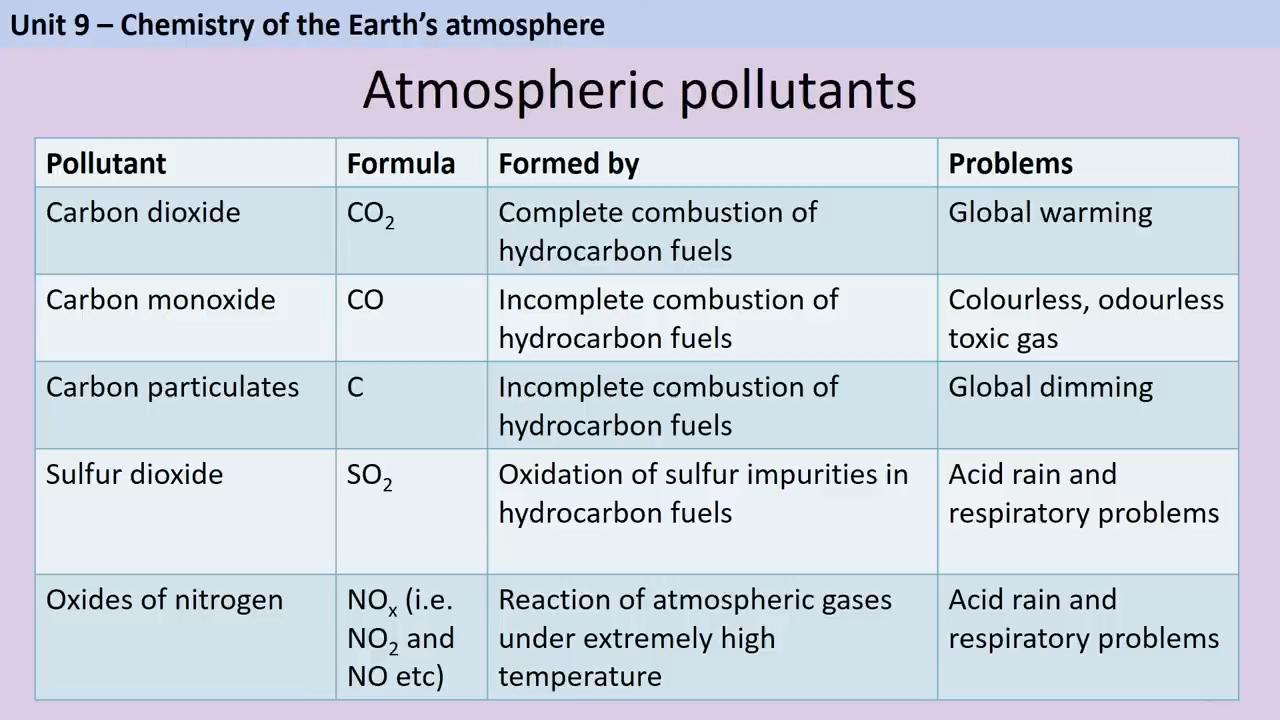 Unit 9 – Chemistry of the Earth’s atmosphere
Atmospheric pollutants
Pollutant Formula Formed by Problems
Carbon dioxide CO₂ Complete combustion of Global warming
hydrocarbon fuels
Carbon monoxide CO Incomplete combustion of Colourless, odourless
hydrocarbon fuels toxic gas
Carbon particulates C Incomplete combustion of Global dimming
hydrocarbon fuels
Sulfur dioxide SO₂ Oxidation of sulfur impurities in Acid rain and
hydrocarbon fuels respiratory problems
Oxides of nitrogen NOₓ (i.e. Reaction of atmospheric gases Acid rain and
NO₂ and under extremely high respiratory problems
NO etc) temperature